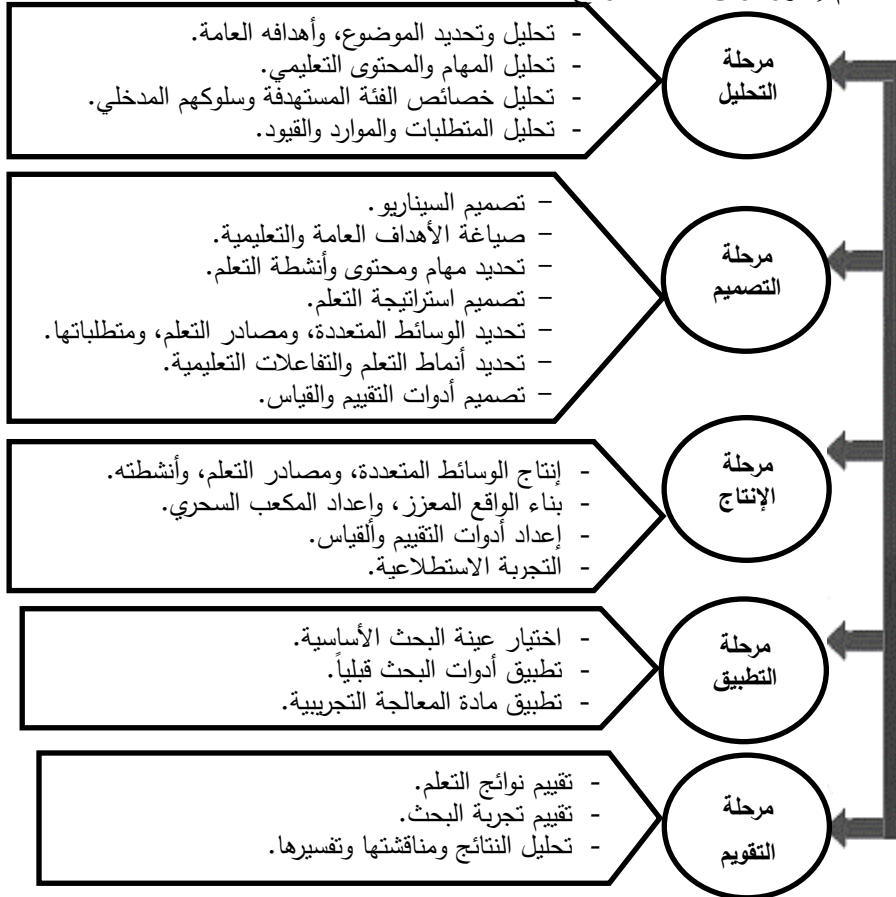 مرحلة
التحليل
- تحليل وتحديد الموضوع، وأهدافه العامة.
- تحليل المهام والمحتوى التعليمي.
- تحليل خصائص الفئة المستهدفة وسلوكهم المدخلي.
- تحليل المتطلبات والموارد والقيود.
مرحلة
التصميم
- تصميم السيناريو.
- صياغة الأهداف العامة والتعليمية.
- تحديد مهام ومحتوى وأنشطة التعلم.
- تصميم استراتيجة التعلم.
- تحديد الوسائط المتعددة، ومصادر التعلم، ومتطلباتها.
- تحديد أنماط التعلم والتفاعلات التعليمية.
- تصميم أدوات التقييم والقياس.
مرحلة
الإنتاج
- إنتاج الوسائط المتعددة، ومصادر التعلم، وأنشطته.
- بناء الواقع المعزز، واعداد المكعب السحري.
- إعداد أدوات التقييم وألقياس.
- التجربة الاستطلاعية.
مرحلة
التطبيق
- اختيار عينة البحث الأساسية.
- تطبيق أدوات البحث قبلياً.
- تطبيق مادة المعالجة التجريبية.
مرحلة
التقويم
- تقييم نواتج التعلم.
- تقييم تجربة البحث.
- تحليل النتائج ومناقشتها وتفسيرها.